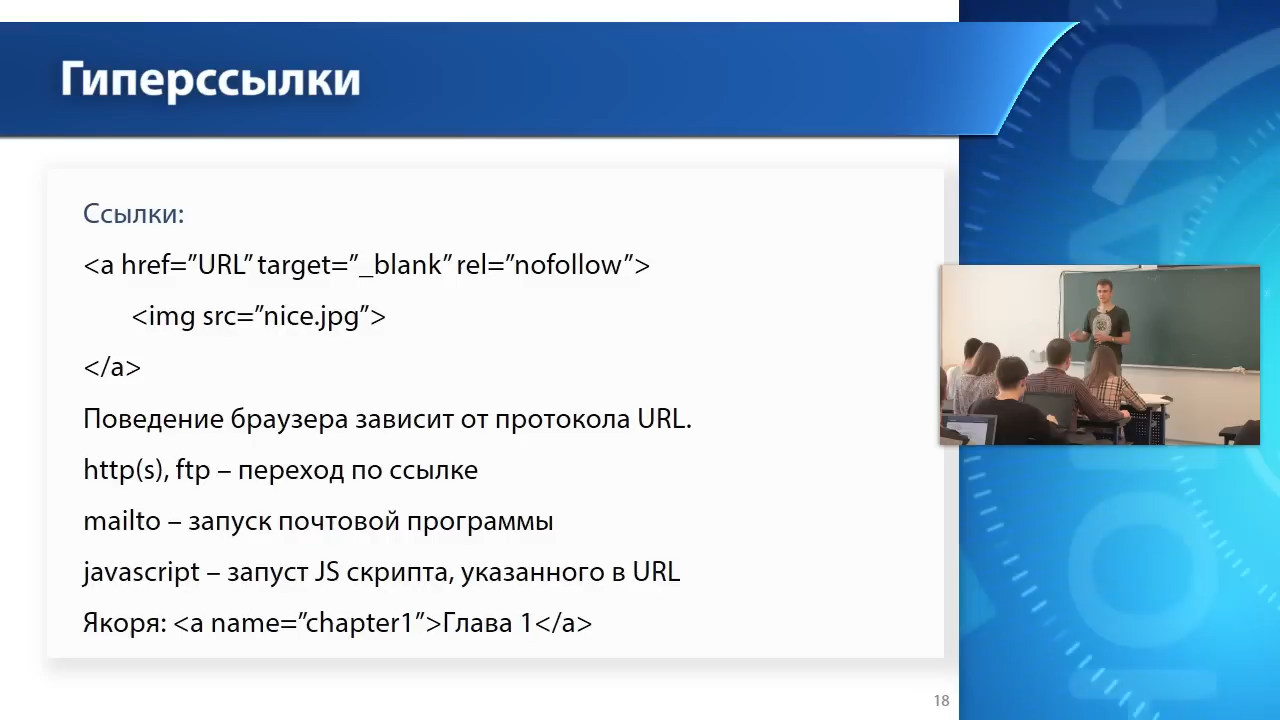 Гиперссылки
Ссылки:
<a href=”URL” target=”_blank” rel=”nofollow”>
<img src=”nice.jpg”>
</a>
Поведение браузера зависит от протокола URL.
http(s), ftp – переход по ссылке
mailto – запуск почтовой программы
javascript – запуст JS скрипта, указанного в URL
Якоря: <a name=”chapter1”>Глава 1</a>
18